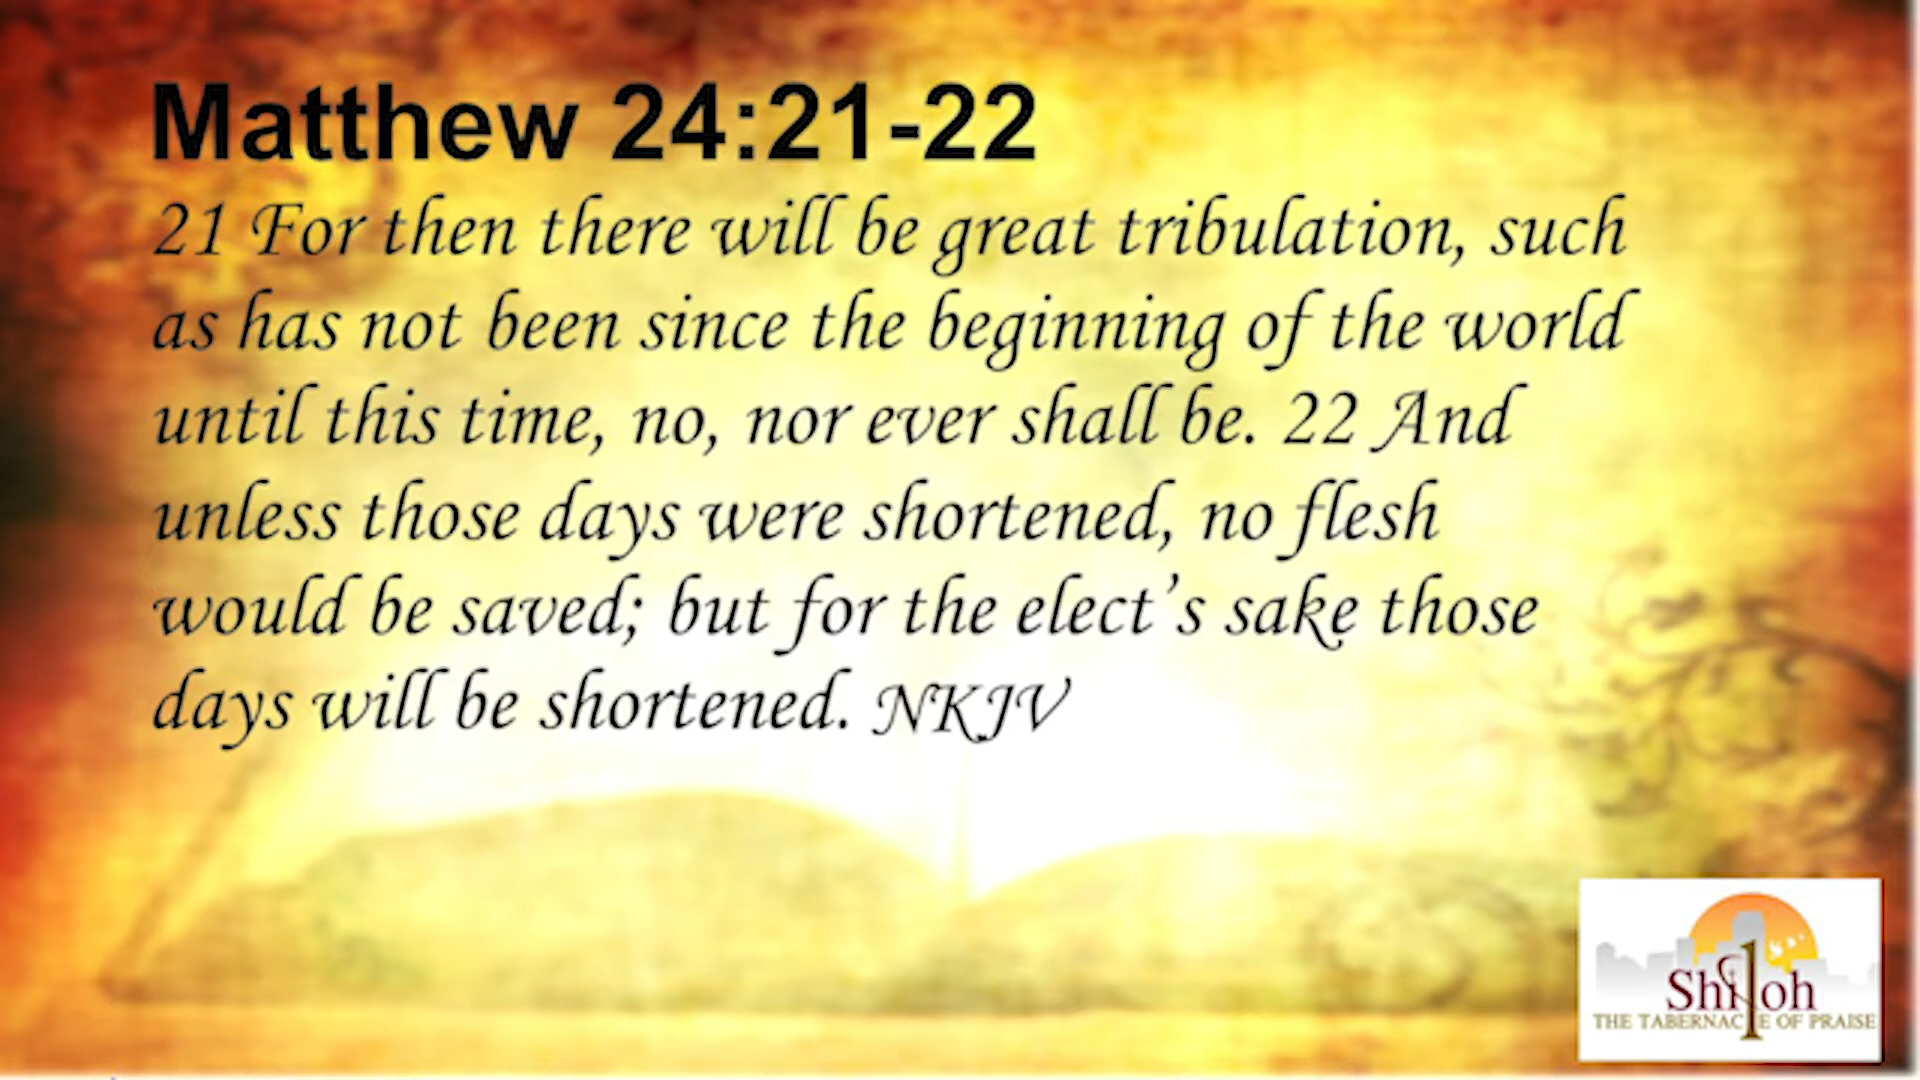 Matthew 24:21-22
21 For then there will be great tribulation, such
as has not been since the beginning of the world
until this time, no, nor ever shall be. 22 And
unless those days were shortened, no flesh
would be saved; but for the elect’s sake those
days will be shortened. NKJV
Shiloh
THE TABERNACLE OF PRAISE